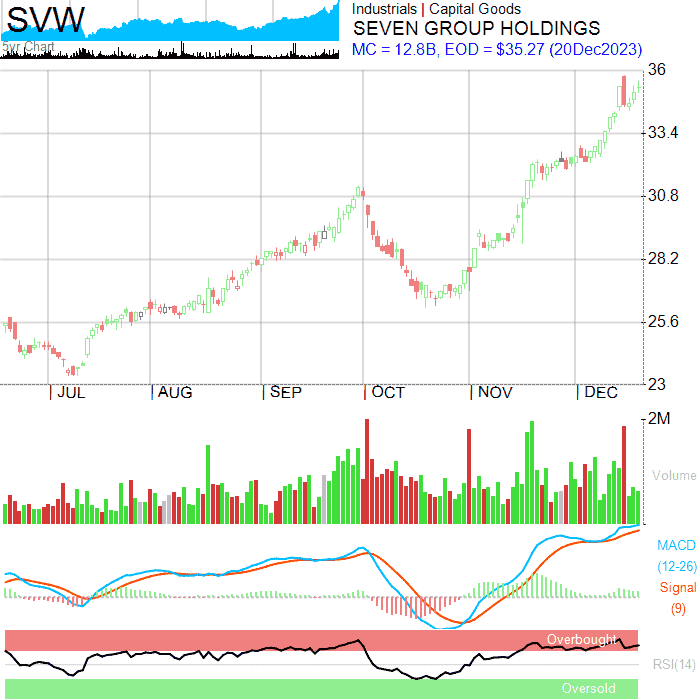 SVW
5yr Chart
Industrials | Capital Goods
SEVEN GROUP HOLDINGS
MC = 12.8B, EOD = $35.27 (20Dec2023)
36
33.4
30.8
28.2
25.6
23
JUL AUG SEP OCT NOV DEC
2M
Volume
MACD
(12-26)
Signal
(9)
Overbought
RSI(14)
Oversold